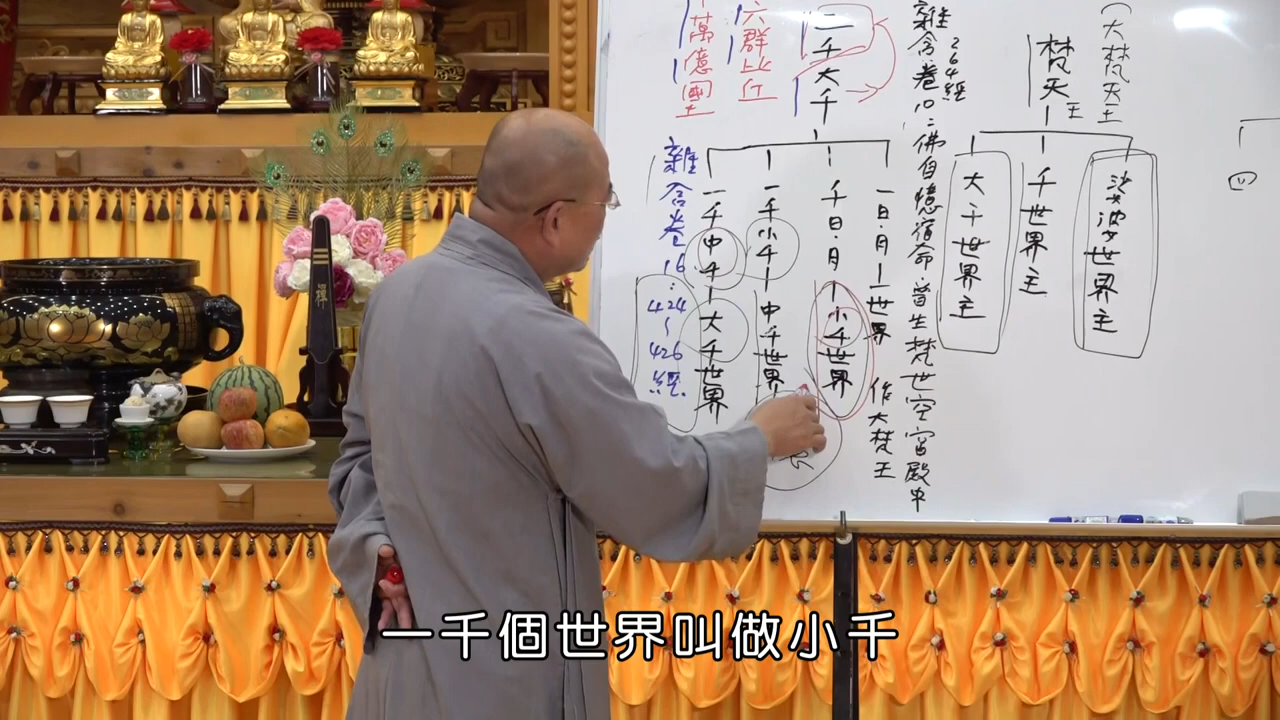 (大梵天王
梵天
主
娑婆世界主
千世界主
大千世界主
264經
雜含卷10:佛自憶宿命,曾生梵世空宮殿中
作大梵王
三千大千
一日.月—世界
千日.月—小千世界
一千小千—中千世界
一千中千—大千世界
六群比丘
萬億國土
雜含卷16.
424~426經
禪
一千個世界叫做小千